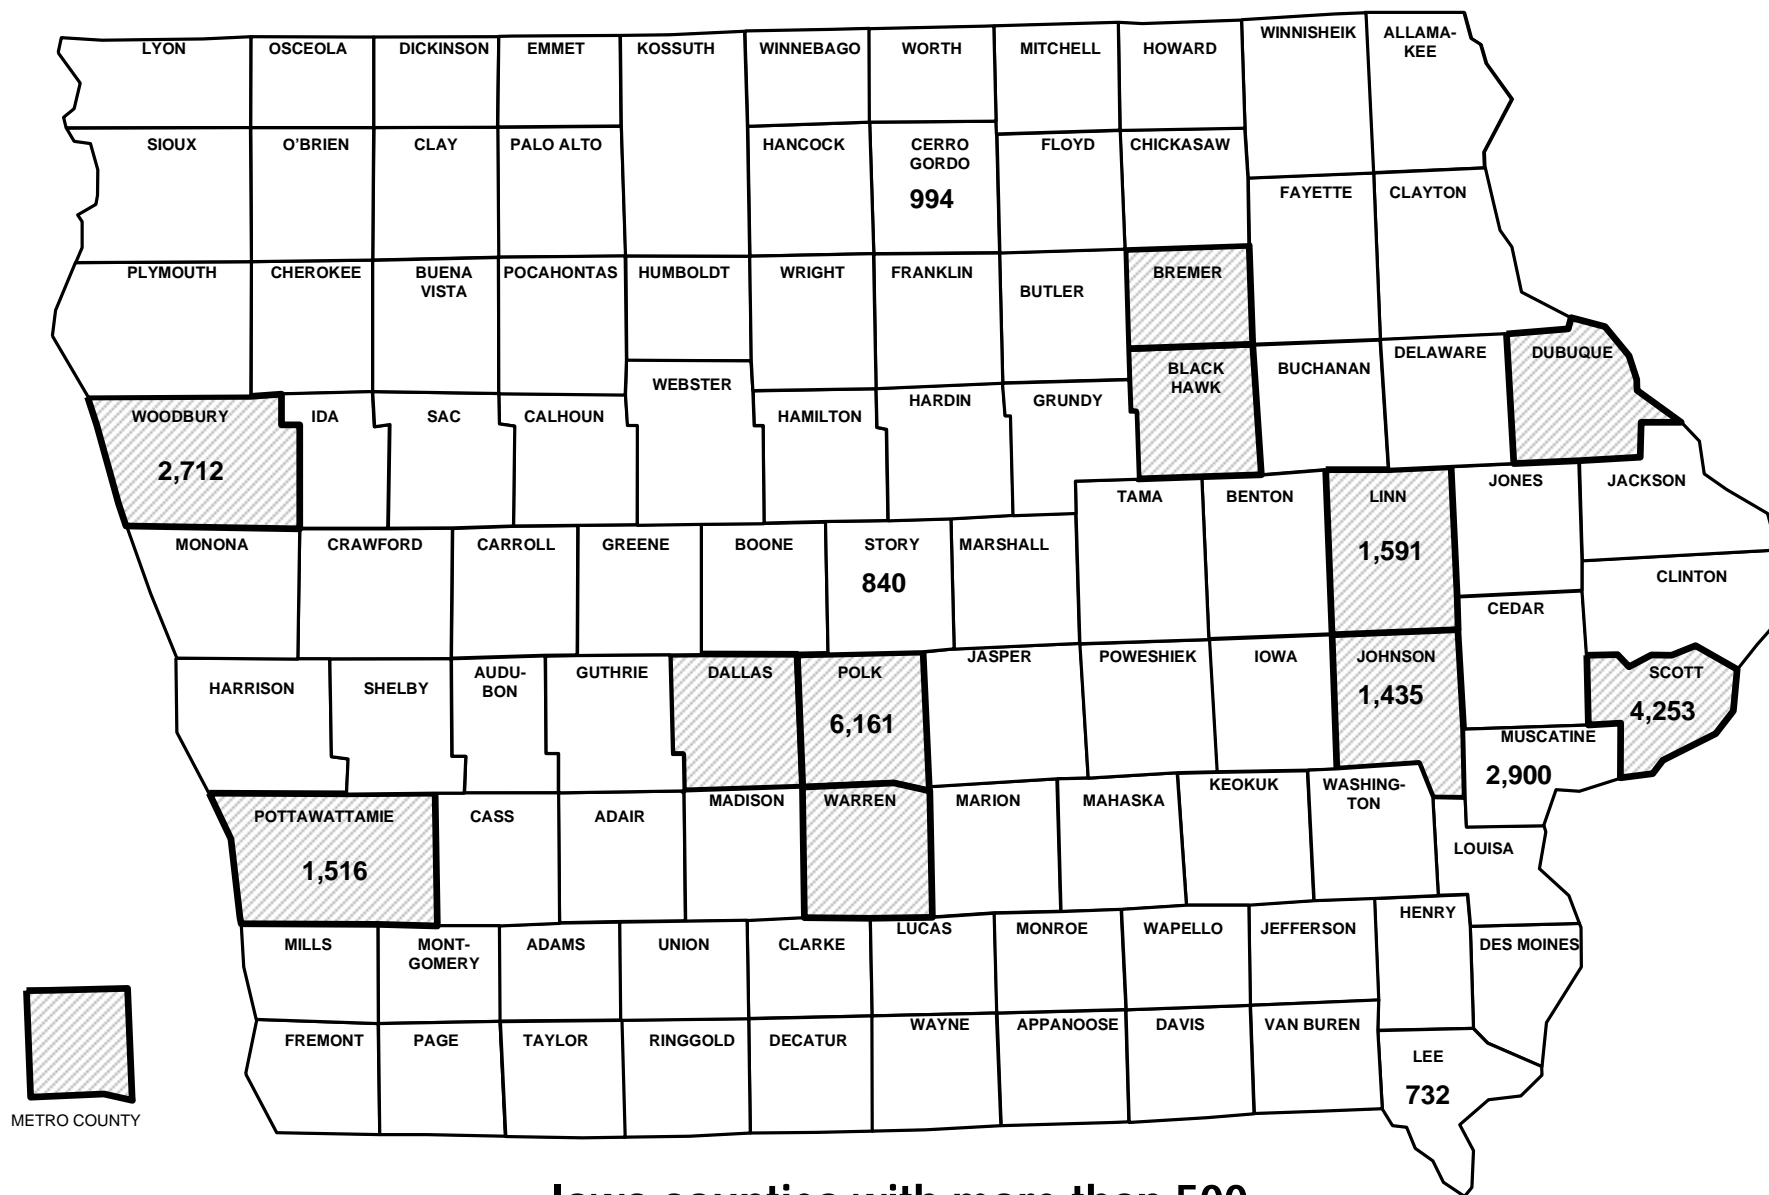 LYON
OSCEOLA
DICKINSON
EMMET
KOSSUTH
WINNEBAGO
WORTH
MITCHELL
HOWARD
WINNISHEIK
ALLAMA-
KEE
SIOUX
O'BRIEN
CLAY
PALO ALTO
HANCOCK
CERRO
GORDO
994
FLOYD
CHICKASAW
FAYETTE
CLAYTON
PLYMOUTH
CHEROKEE
BUENA
VISTA
POCAHONTAS
HUMBOLDT
WRIGHT
FRANKLIN
BUTLER
BREMER
WOODBURY
2,712
IDA
SAC
CALHOUN
WEBSTER
HAMILTON
HARDIN
GRUNDY
BLACK
HAWK
BUCHANAN
DELAWARE
DUBUQUE
MONONA
CRAWFORD
CARROLL
GREENE
BOONE
STORY
840
MARSHALL
TAMA
BENTON
LINN
1,591
JONES
JACKSON
CLINTON
CEDAR
HARRISON
SHELBY
AUDU-
BON
GUTHRIE
DALLAS
POLK
6,161
JASPER
POWESHIEK
IOWA
JOHNSON
1,435
SCOTT
4,253
MUSCATINE
2,900
POTTAWATTAMIE
1,516
CASS
ADAIR
MADISON
WARREN
MARION
MAHASKA
KEOKUK
WASHING-
TON
LOUISA
MILLS
MONT-
GOMERY
ADAMS
UNION
CLARKE
LUCAS
MONROE
WAPELLO
JEFFERSON
HENRY
DES MOINES
FREMONT
PAGE
TAYLOR
RINGGOLD
DECATUR
WAYNE
APPANOOSE
DAVIS
VAN BUREN
LEE
732
METRO COUNTY
Iowa counties with more than 500